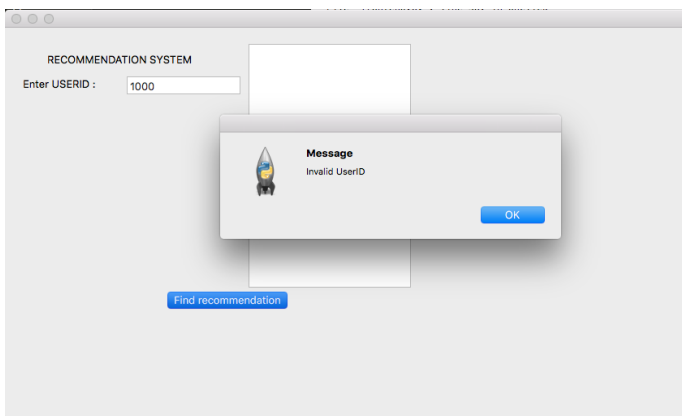 RECOMMENDATION SYSTEM
Enter USERID :
1000
Message
Invalid UserID
OK
Find recommendation